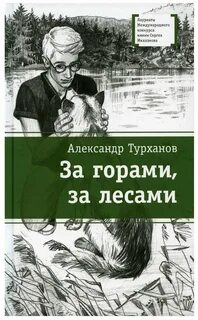 Лауреаты
Международного
конкурса
имени Сергея
Михалкова
Александр Турханов
За горами,
за лесами